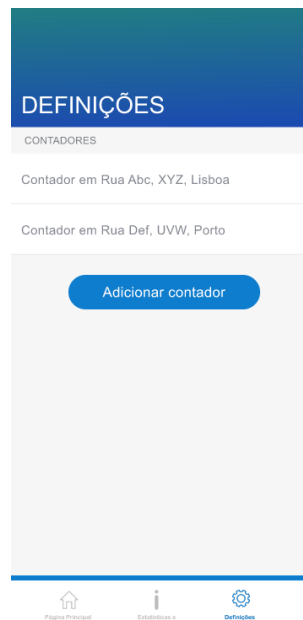 DEFINIÇÕES
CONTADORES
Contador em Rua Abc, XYZ, Lisboa
Contador em Rua Def, UVW, Porto
Adicionar contador
Página Principal
Estatísticas e
Definições